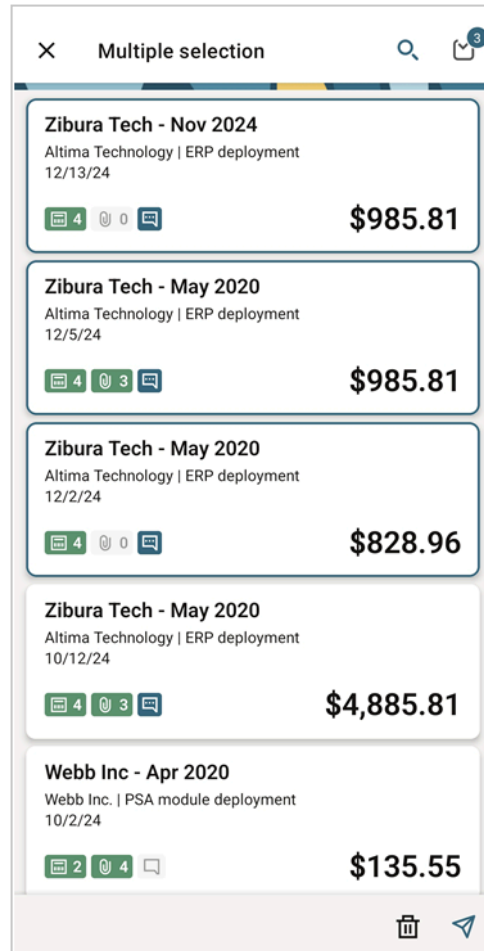 Multiple selection
3
Zibura Tech - Nov 2024
Altima Technology | ERP deployment
12/13/24
4 0 $985.81
Zibura Tech - May 2020
Altima Technology | ERP deployment
12/5/24
4 3 $985.81
Zibura Tech - May 2020
Altima Technology | ERP deployment
12/2/24
4 0 $828.96
Zibura Tech - May 2020
Altima Technology | ERP deployment
10/12/24
4 3 $4,885.81
Webb Inc - Apr 2020
Webb Inc. | PSA module deployment
10/2/24
2 4 $135.55